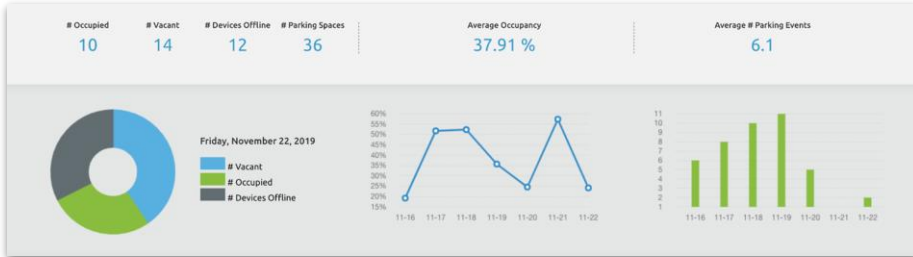 # Occupied
10
# Vacant
14
# Devices Offline
12
# Parking Spaces
36
Average Occupancy
37.91 %
Average # Parking Events
6.1
Friday, November 22, 2019
# Vacant
# Occupied
# Devices Offline
60%
55%
50%
45%
40%
35%
30%
25%
20%
15%
11-16 11-17 11-18 11-19 11-20 11-21 11-22
11
10
9
8
7
6
5
4
3
2
1
11-16 11-17 11-18 11-19 11-20 11-21 11-22